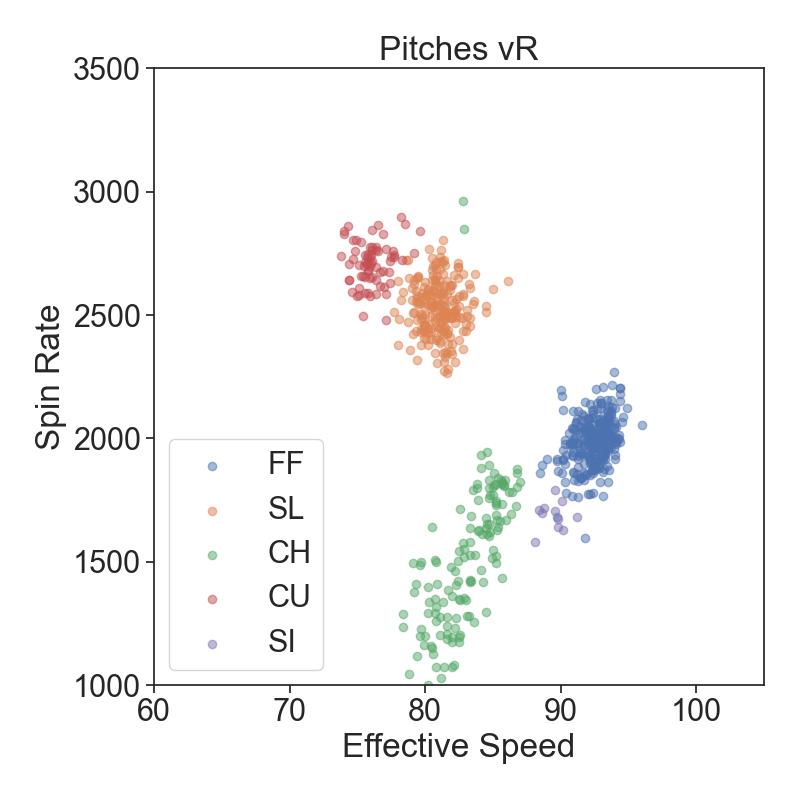 Pitches vR
3500
3000
2500
2000
1500
1000
Spin Rate
FF
SL
CH
CU
SI
60 70 80 90 100
Effective Speed